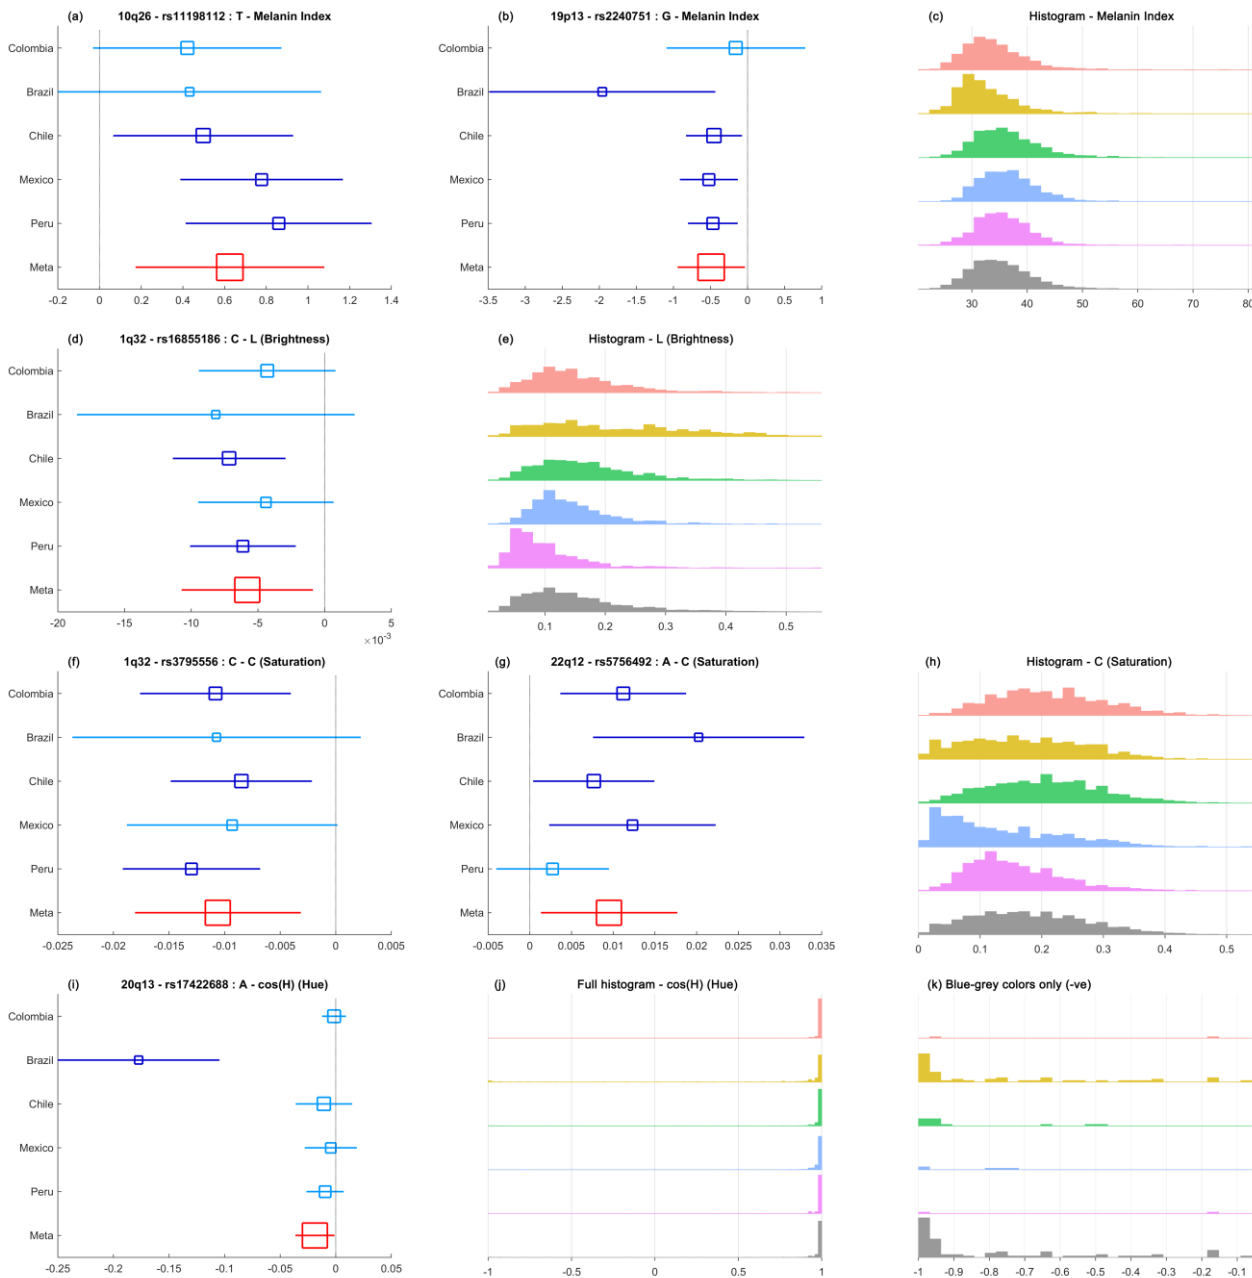 (a) 10q26 - rs11198112 : T - Melanin Index
Colombia
Brazil
Chile
Mexico
Peru
Meta
-0.2 0 0.2 0.4 0.6 0.8 1 1.2 1.4
(b) 19p13 - rs2240751 : G - Melanin Index
Colombia
Brazil
Chile
Mexico
Peru
Meta
-3.5 -3 -2.5 -2 -1.5 -1 -0.5 0 0.5 1
(c) Histogram - Melanin Index
30 40 50 60 70 80
(d) 1q32 - rs16855186 : C - L (Brightness)
Colombia
Brazil
Chile
Mexico
Peru
Meta
-20 -15 -10 -5 0 5
×10⁻³
(e) Histogram - L (Brightness)
0.1 0.2 0.3 0.4 0.5
(f) 1q32 - rs3795556 : C - C (Saturation)
Colombia
Brazil
Chile
Mexico
Peru
Meta
-0.025 -0.02 -0.015 -0.01 -0.005 0 0.005
(g) 22q12 - rs5756492 : A - C (Saturation)
Colombia
Brazil
Chile
Mexico
Peru
Meta
-0.005 0 0.005 0.01 0.015 0.02 0.025 0.03 0.035
(h) Histogram - C (Saturation)
0 0.1 0.2 0.3 0.4 0.5
(i) 20q13 - rs17422688 : A - cos(H) (Hue)
Colombia
Brazil
Chile
Mexico
Peru
Meta
-0.25 -0.2 -0.15 -0.1 -0.05 0 0.05
(j) Full histogram - cos(H) (Hue)
-1 -0.5 0 0.5 1
(k) Blue-grey colors only (-ve)
-1 -0.9 -0.8 -0.7 -0.6 -0.5 -0.4 -0.3 -0.2 -0.1